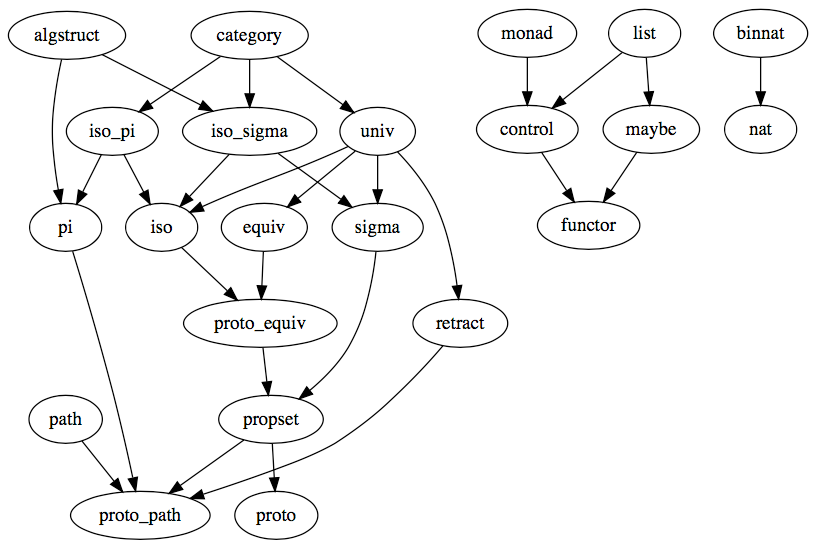 algstruct
category
monad
list
binnat
iso_pi
iso_sigma
univ
control
maybe
nat
pi
iso
equiv
sigma
functor
proto_equiv
retract
path
propset
proto_path
proto